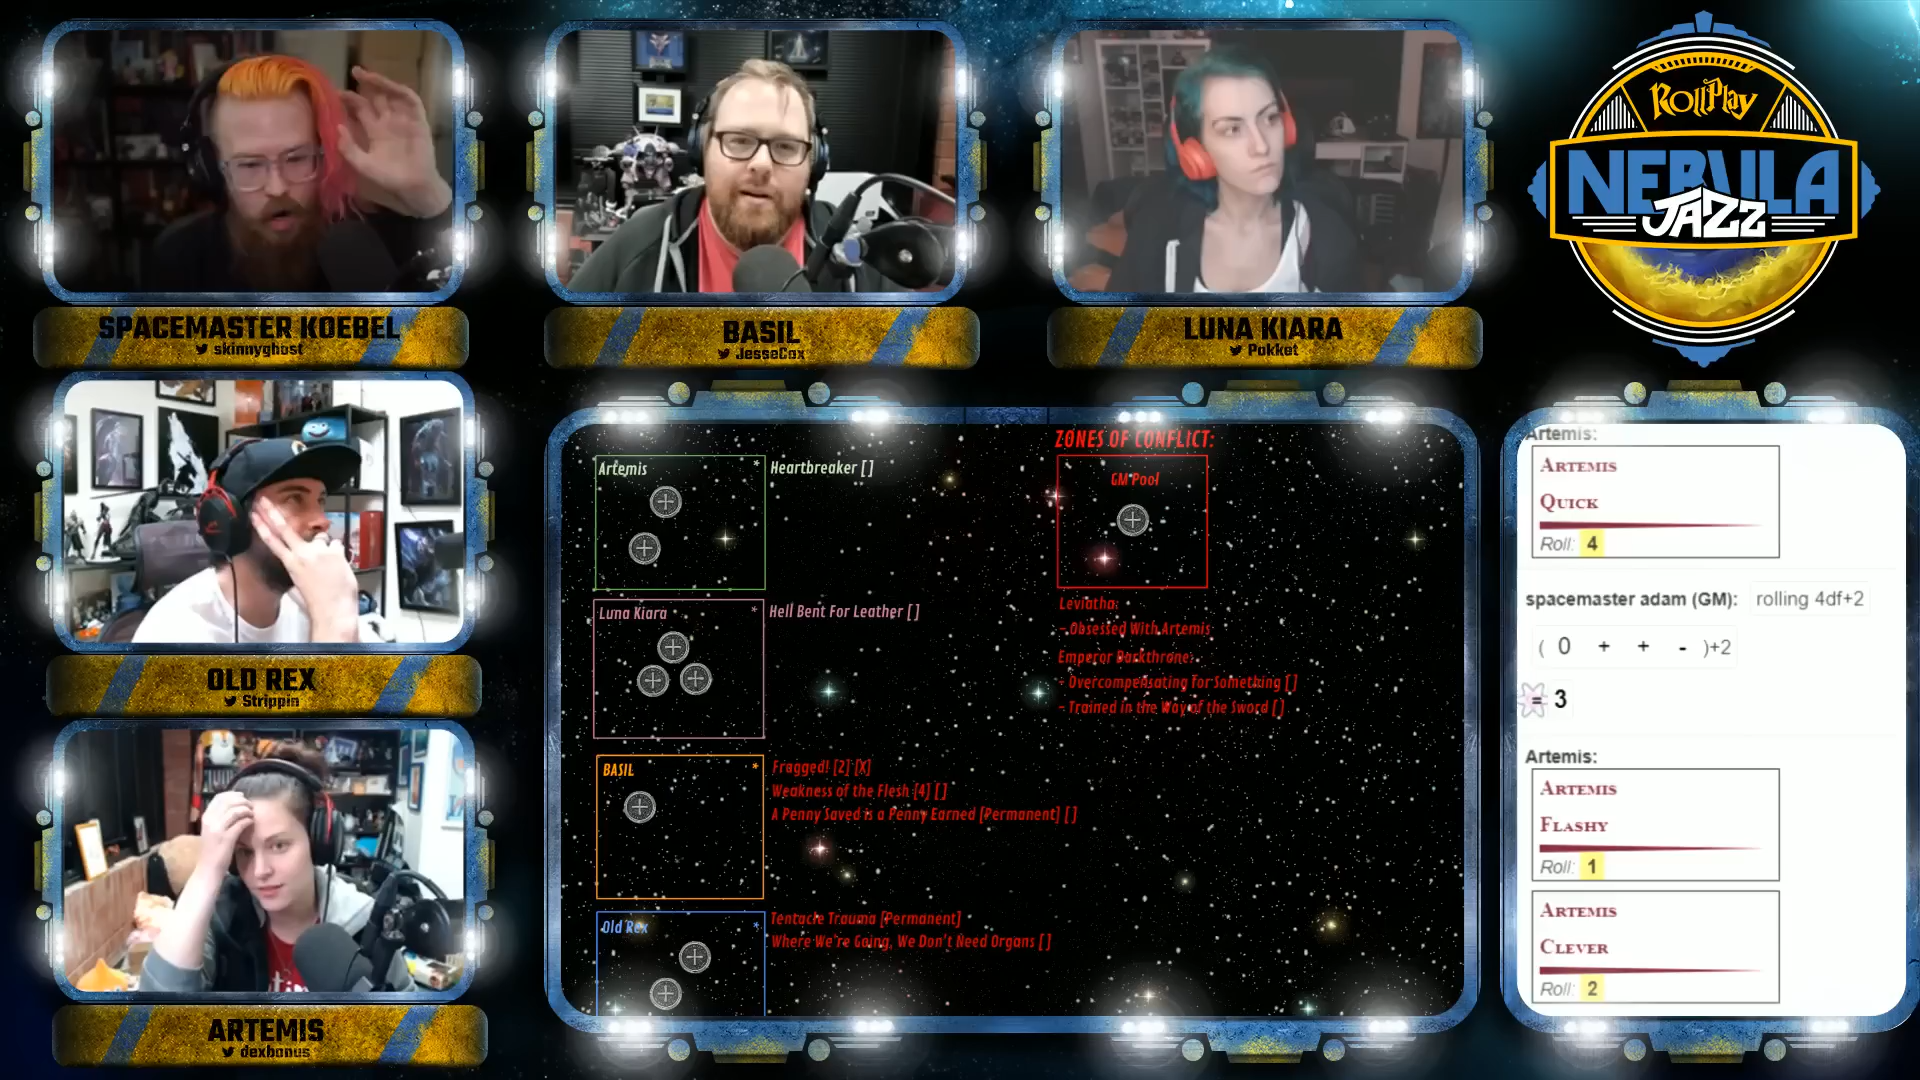 ROLLPLAY
NEBULA
JAZZ
SPACEMASTER KOEBEL
skinnyghost
BASIL
JesseCox
LUNA KIARA
Pokket
OLD REX
Strippin
ARTEMIS
dexbonus
Artemis
*
Heartbreaker []
Luna Kiara
*
Hell Bent For Leather []
BASIL
*
Fragged! [2] [X]
Weakness of the Flesh [4] []
A Penny Saved is a Penny Earned [Permanent] []
Old Rex
*
Tentacle Trauma [Permanent]
Where We're Going, We Don't Need Organs []
ZONES OF CONFLICT:
GM Pool
Leviatha:
- Obsessed With Artemis
Emperor Darkthrone:
- Overcompensating For Something []
- Trained in the Way of the Sword []
Artemis:
ARTEMIS
QUICK
Roll: 4
spacemaster adam (GM): rolling 4df+2
( 0 + + - )+2
= 3
Artemis:
ARTEMIS
FLASHY
Roll: 1
ARTEMIS
CLEVER
Roll: 2